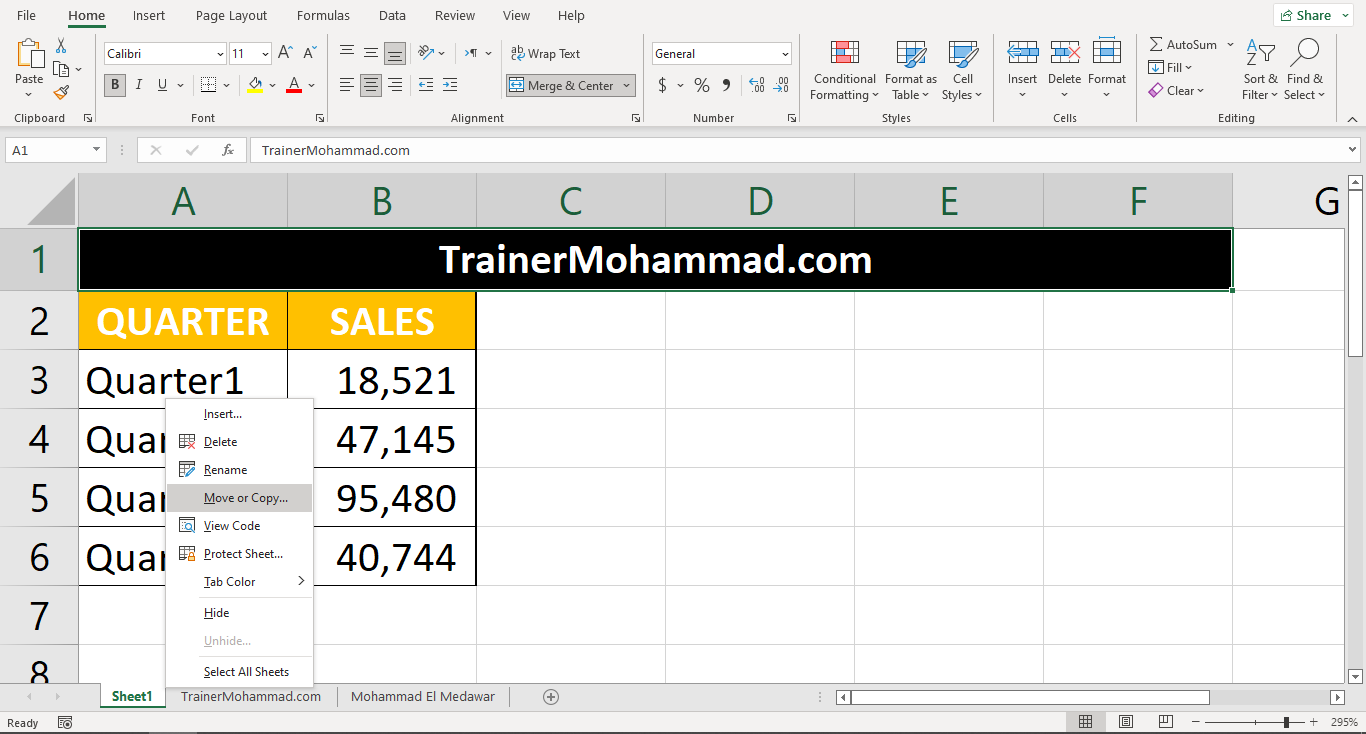 File Home Insert Page Layout Formulas Data Review View Help Share
Calibri 11 Wrap Text General AutoSum
Paste B I U Merge & Center $ % Conditional Formatting Format as Table Cell Styles Insert Delete Format Fill Clear Sort & Filter Find & Select
Clipboard Font Alignment Number Styles Cells Editing
A1 fx TrainerMohammad.com
A B C D E F G
1 TrainerMohammad.com
2 QUARTER SALES
3 Quarter1 18,521
4 Quar 47,145
5 Quar 95,480
6 Quar 40,744
7
8
Insert...
Delete
Rename
Move or Copy...
View Code
Protect Sheet...
Tab Color
Hide
Unhide...
Select All Sheets
Sheet1 TrainerMohammad.com Mohammad El Medawar
Ready 295%